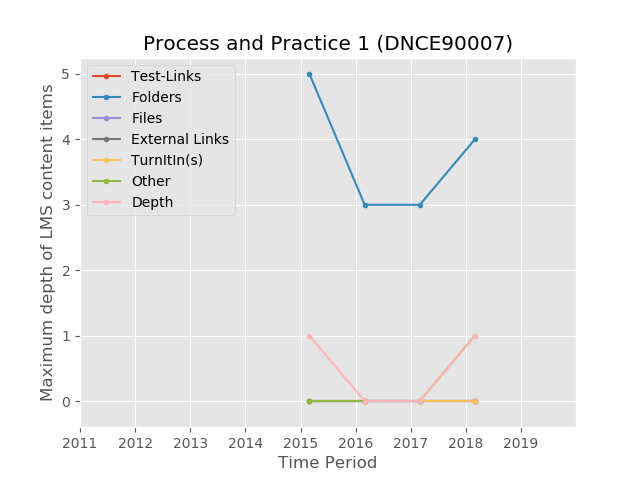 Process and Practice 1 (DNCE90007)
Maximum depth of LMS content items
5
4
3
2
1
0
Test-Links
Folders
Files
External Links
TurnItIn(s)
Other
Depth
2011 2012 2013 2014 2015 2016 2017 2018 2019
Time Period